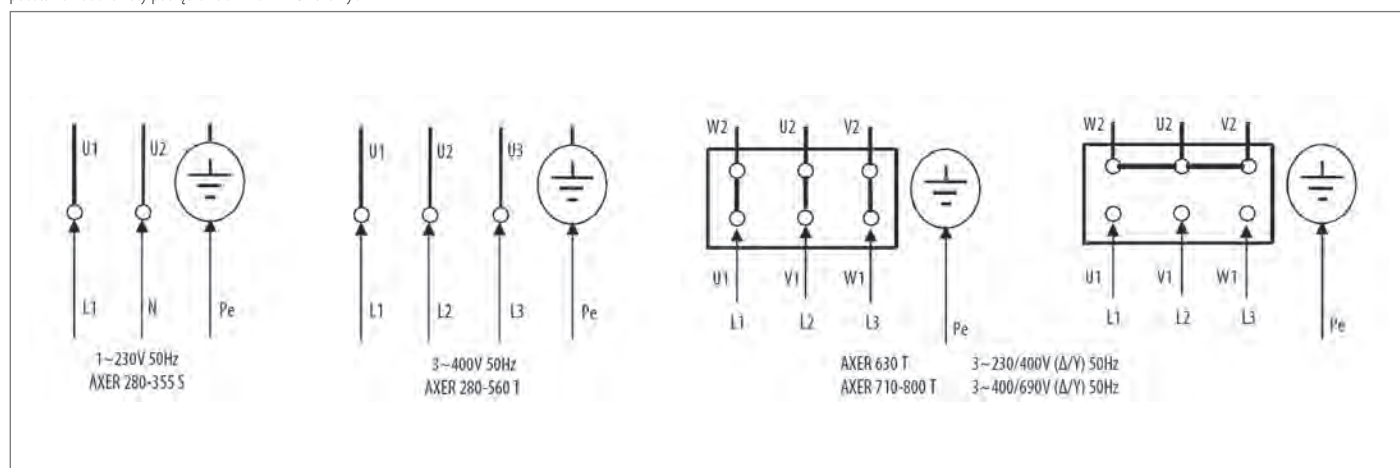 U1 U2
L1 N Pe
1~230V 50Hz
AXER 280-355 S
U1 U2 U3
L1 L2 L3 Pe
3~400V 50Hz
AXER 280-560 T
W2 U2 V2
U1 V1 W1
L1 L2 L3 Pe
W2 U2 V2
U1 V1 W1
L1 L2 L3 Pe
AXER 630 T 3~230/400V (Δ/Y) 50Hz
AXER 710-800 T 3~400/690V (Δ/Y) 50Hz